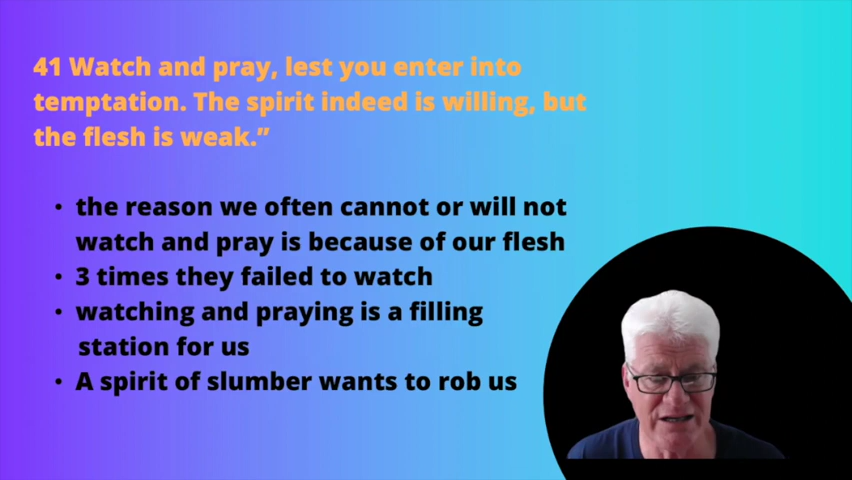 41 Watch and pray, lest you enter into
temptation. The spirit indeed is willing, but
the flesh is weak.”
• the reason we often cannot or will not
watch and pray is because of our flesh
• 3 times they failed to watch
• watching and praying is a filling
station for us
• A spirit of slumber wants to rob us